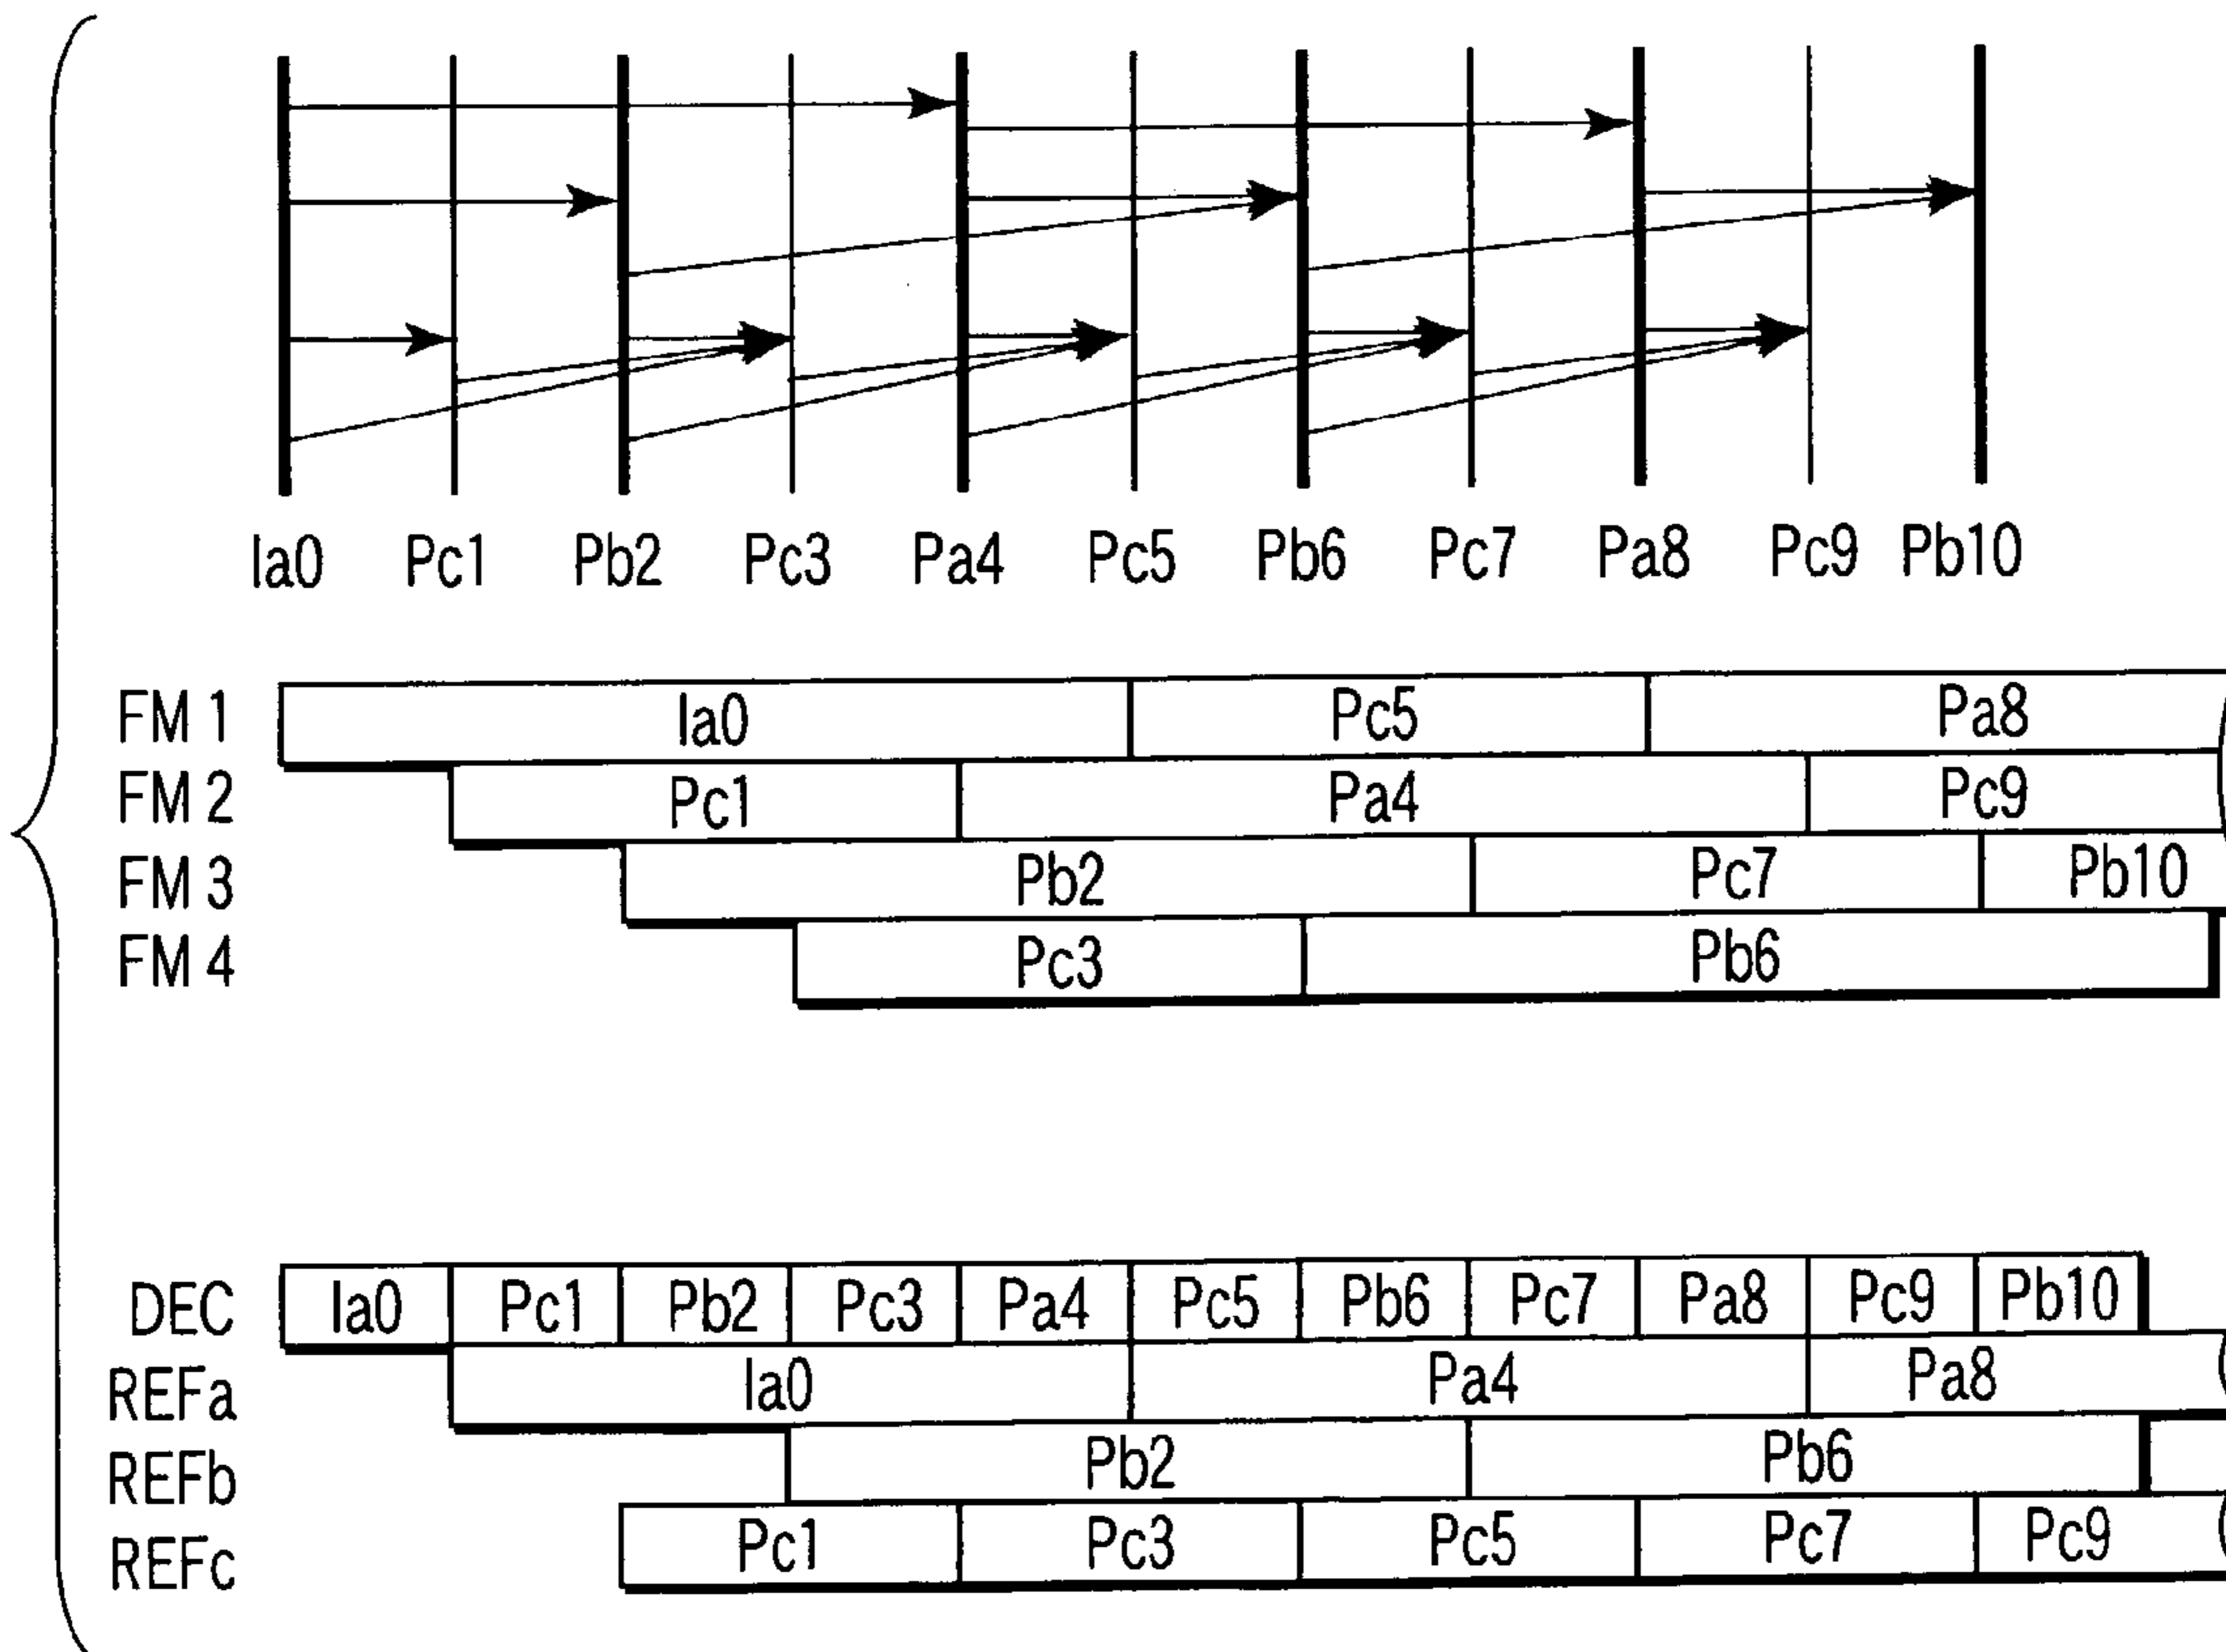 Ia0 Pc1 Pb2 Pc3 Pa4 Pc5 Pb6 Pc7 Pa8 Pc9 Pb10
FM 1 Ia0 Pc5 Pa8
FM 2 Pc1 Pa4 Pc9
FM 3 Pb2 Pc7 Pb10
FM 4 Pc3 Pb6
DEC Ia0 Pc1 Pb2 Pc3 Pa4 Pc5 Pb6 Pc7 Pa8 Pc9 Pb10
REFa Ia0 Pa4 Pa8
REFb Pb2 Pb6
REFc Pc1 Pc3 Pc5 Pc7 Pc9